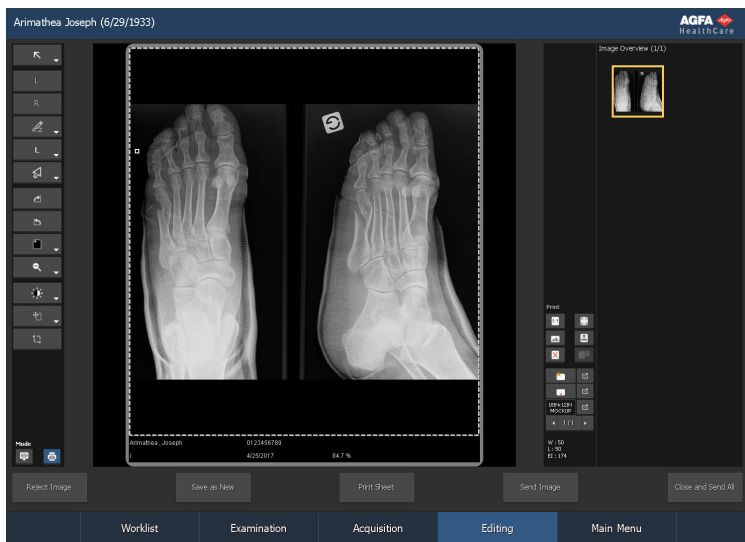 Arimathea Joseph (6/29/1933)
AGFA
HealthCare
Image Overview (1/1)
L
R
L
Print
1:1
14INx12IN
MOCKUP
1/1
W : 50
L : 50
EI : 174
Arimathea , Joseph 0123456789
/ 4/25/2017 84.7 %
Mode
Reject Image
Save as New
Print Sheet
Send Image
Close and Send All
Worklist
Examination
Acquisition
Editing
Main Menu